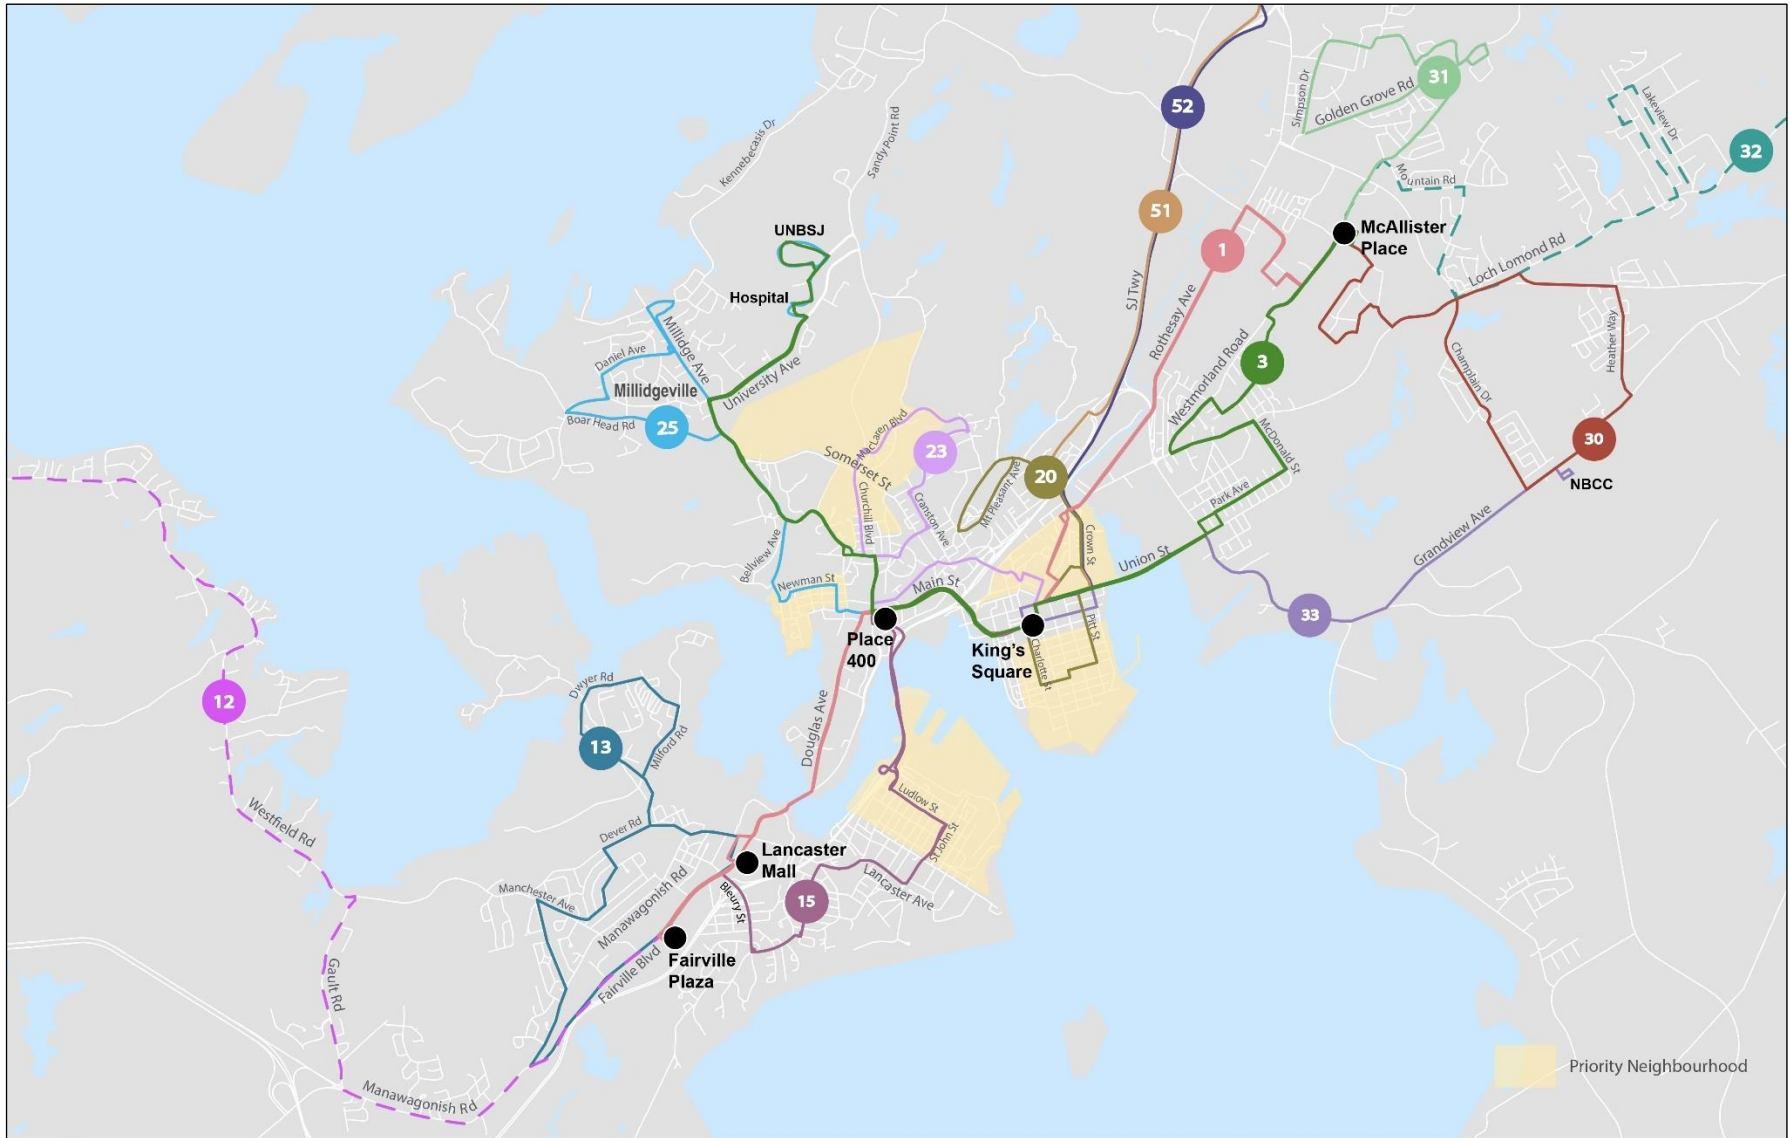 52
Simpson Dr
31
Golden Grove Rd
Lakeview Dr
32
Kennebecasis Dr
Sandy Point Rd
Mountain Rd
51
UNBSJ
1
McAllister
Place
Loch Lomond Rd
Hospital
SJ Twy
Rothesay Ave
Millidge Ave
Daniel Ave
University Ave
Millidgeville
Westmorland Road
3
Heather Way
Champlain Dr
Boar Head Rd
25
MacLaren Blvd
23
Somerset St
McDonald St
30
NBCC
20
Mt Pleasant Ave
Churchill Blvd
Cranston Ave
Park Ave
Crown St
Union St
Grandview Ave
Bellview Ave
Newman St
Main St
33
Place
400
King's
Square
Pitt St
Charlotte St
12
Dwyer Rd
13
Milford Rd
Douglas Ave
Westfield Rd
Ludlow St
St John St
Dever Rd
Lancaster
Mall
Lancaster Ave
Manchester Ave
Manawagonish Rd
Bleury St
15
Fairville
Plaza
Fairville Blvd
Gault Rd
Manawagonish Rd
Priority Neighbourhood